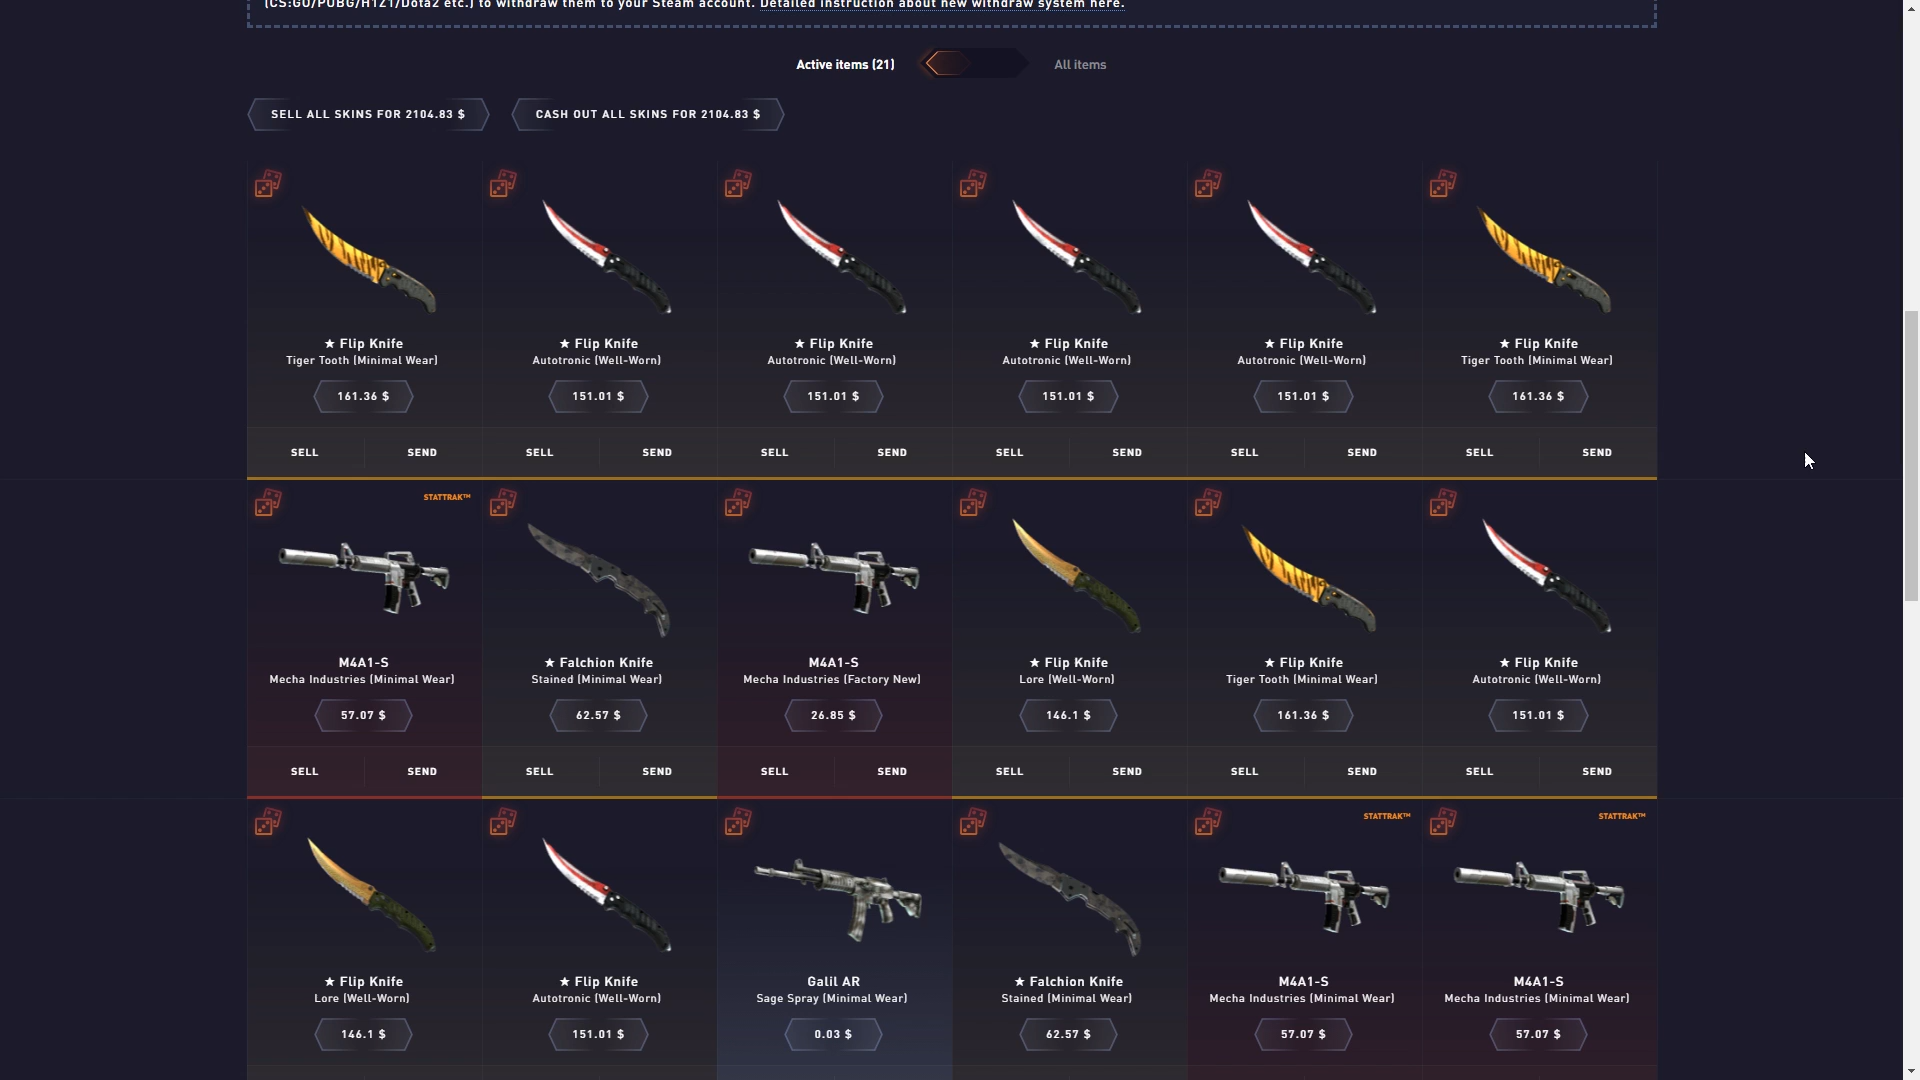 (CS:GO/PUBG/H1Z1/Dota2 etc.) to withdraw them to your Steam account. Detailed instruction about new withdraw system here.
Active items (21) All items
SELL ALL SKINS FOR 2104.83 $ CASH OUT ALL SKINS FOR 2104.83 $
★ Flip Knife ★ Flip Knife ★ Flip Knife ★ Flip Knife ★ Flip Knife ★ Flip Knife
Tiger Tooth (Minimal Wear) Autotronic (Well-Worn) Autotronic (Well-Worn) Autotronic (Well-Worn) Autotronic (Well-Worn) Tiger Tooth (Minimal Wear)
161.36 $ 151.01 $ 151.01 $ 151.01 $ 151.01 $ 161.36 $
SELL SEND SELL SEND SELL SEND SELL SEND SELL SEND SELL SEND
STATTRAK™
M4A1-S ★ Falchion Knife M4A1-S ★ Flip Knife ★ Flip Knife ★ Flip Knife
Mecha Industries (Minimal Wear) Stained (Minimal Wear) Mecha Industries (Factory New) Lore (Well-Worn) Tiger Tooth (Minimal Wear) Autotronic (Well-Worn)
57.07 $ 62.57 $ 26.85 $ 146.1 $ 161.36 $ 151.01 $
SELL SEND SELL SEND SELL SEND SELL SEND SELL SEND SELL SEND
STATTRAK™ STATTRAK™
★ Flip Knife ★ Flip Knife Galil AR ★ Falchion Knife M4A1-S M4A1-S
Lore (Well-Worn) Autotronic (Well-Worn) Sage Spray (Minimal Wear) Stained (Minimal Wear) Mecha Industries (Minimal Wear) Mecha Industries (Minimal Wear)
146.1 $ 151.01 $ 0.03 $ 62.57 $ 57.07 $ 57.07 $